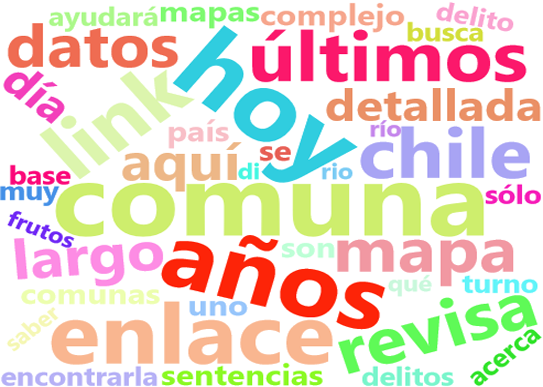 ayudará mapas complejo delito
datos hoy últimos busca
día link detallada
país río
base aquí di se rio chile
muy comuna sólo
frutos
largo años son mapa
comunas uno qué turno
saber enlace revisa acerca
encontrarla sentencias delitos